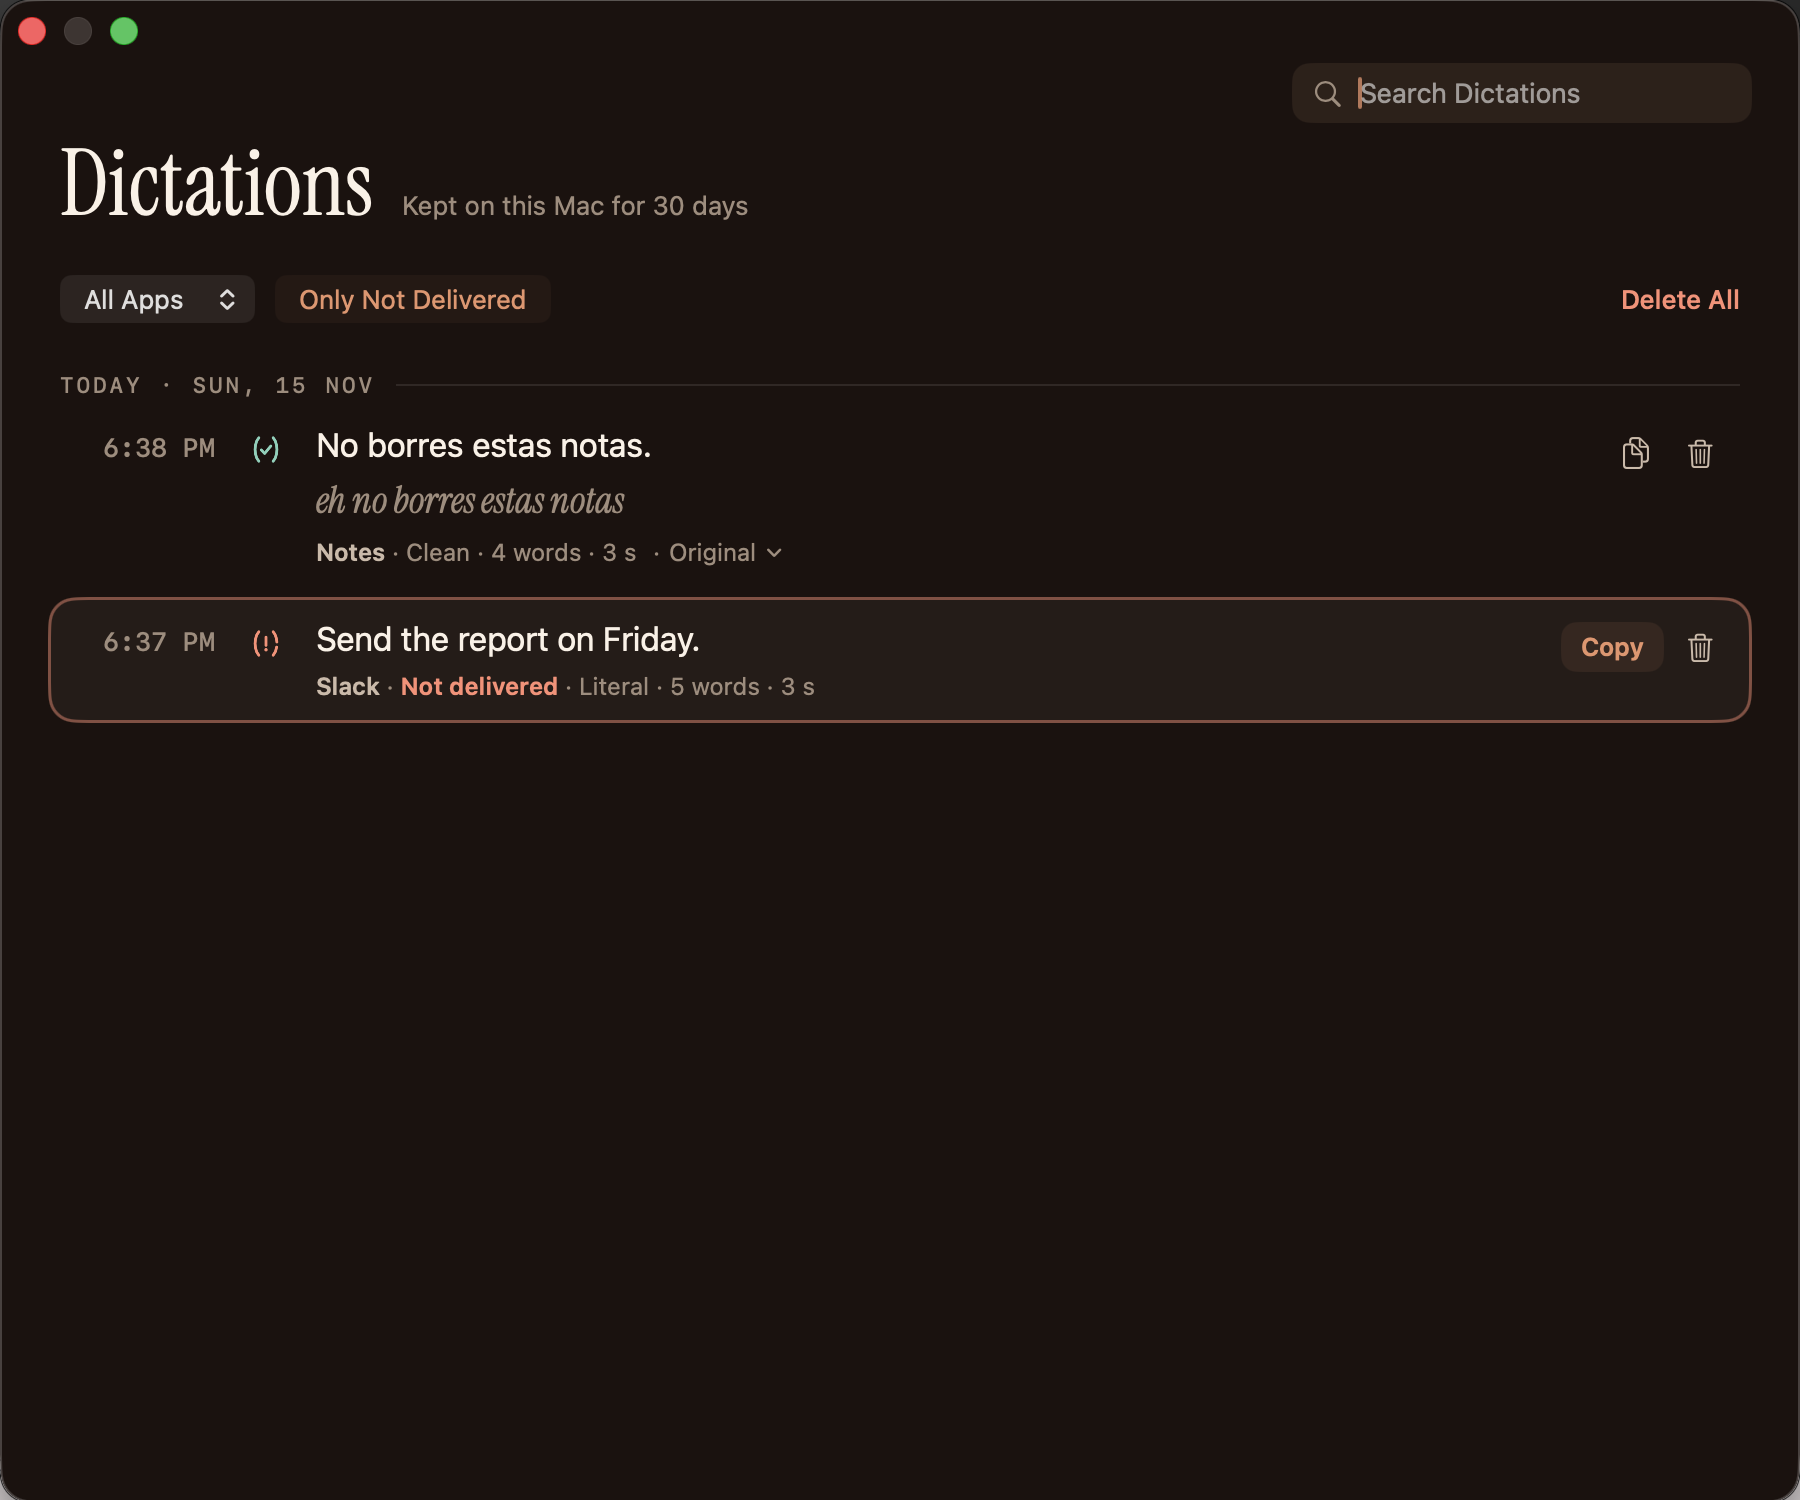 Search Dictations
Dictations Kept on this Mac for 30 days
All Apps Only Not Delivered Delete All
TODAY · SUN, 15 NOV
6:38 PM No borres estas notas.
eh no borres estas notas
Notes · Clean · 4 words · 3 s · Original
6:37 PM Send the report on Friday. Copy
Slack · Not delivered · Literal · 5 words · 3 s